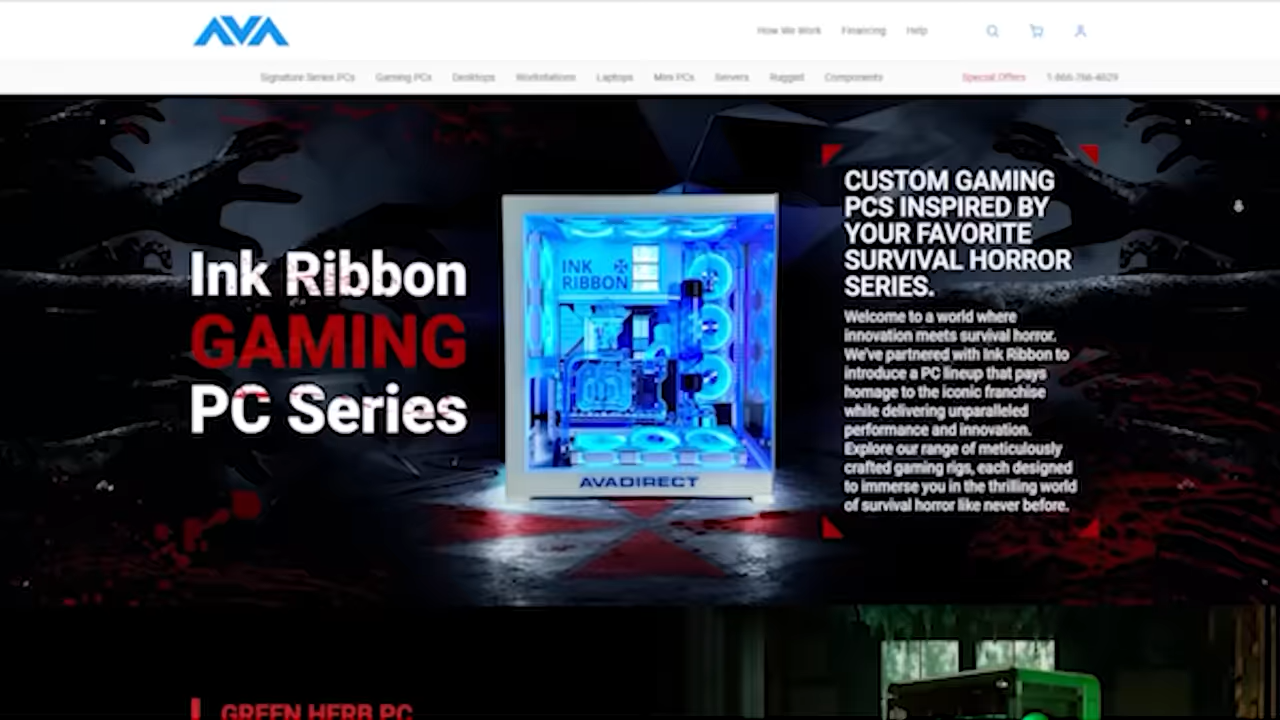 AVA
How We Work Financing Help
Signature Series PCs Gaming PCs Desktops Workstations Laptops Mini PCs Servers Rugged Components Special Offers 1-866-786-4829
Ink Ribbon
GAMING
PC Series
INK
RIBBON
AVADIRECT
CUSTOM GAMING
PCS INSPIRED BY
YOUR FAVORITE
SURVIVAL HORROR
SERIES.
Welcome to a world where
innovation meets survival horror.
We've partnered with Ink Ribbon to
introduce a PC lineup that pays
homage to the iconic franchise
while delivering unparalleled
performance and innovation.
Explore our range of meticulously
crafted gaming rigs, each designed
to immerse you in the thrilling world
of survival horror like never before.
GREEN HERB PC